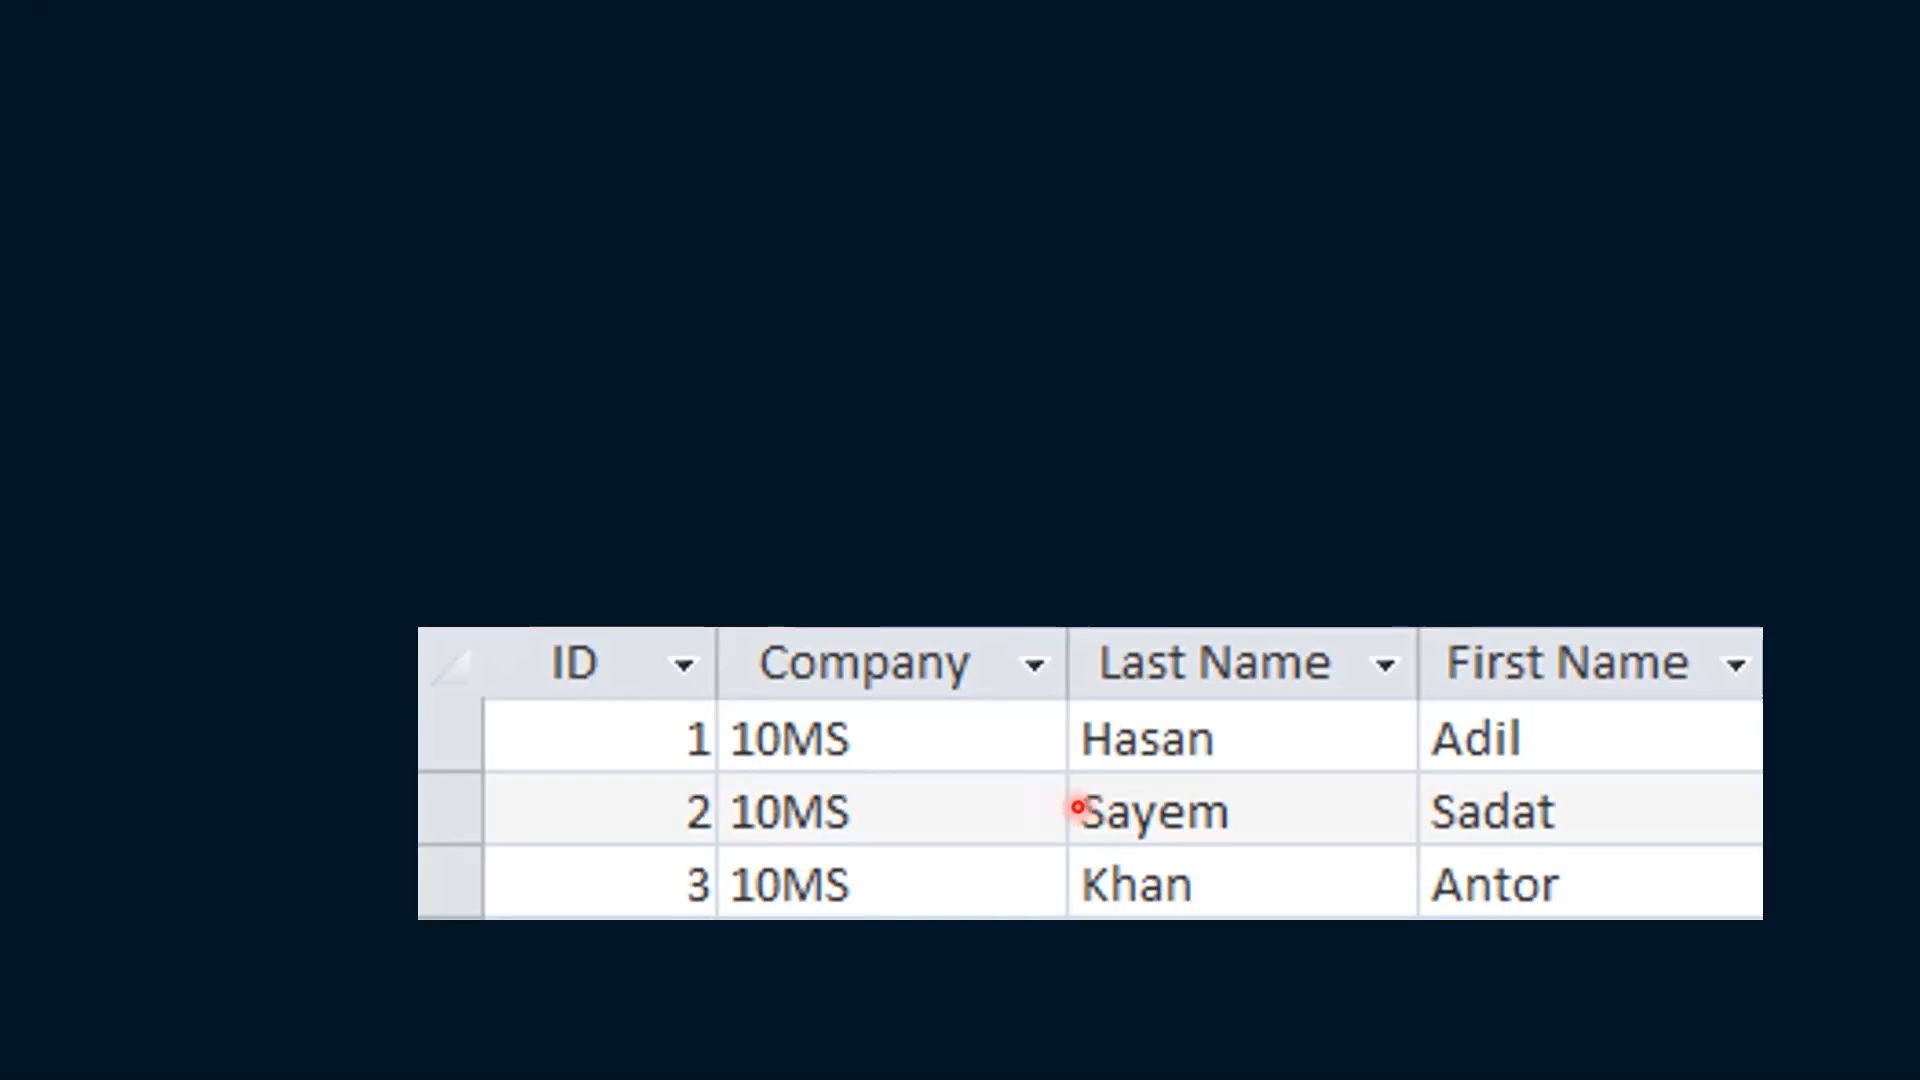 ID Company Last Name First Name
1 10MS Hasan Adil
2 10MS Sayem Sadat
3 10MS Khan Antor